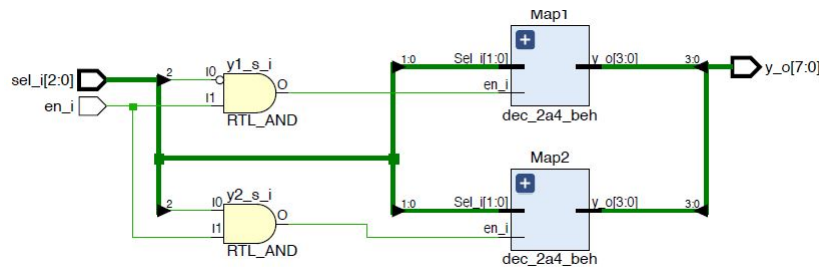 Map1
y1_s_i
sel_i[2:0]
2
I0
O
I1
RTL_AND
en_i
1:0
Sel_i[1:0]
y_o[3:0]
3:0
en_i
dec_2a4_beh
y_o[7:0]
Map2
y2_s_i
2
I0
O
I1
RTL_AND
1:0
Sel_i[1:0]
y_o[3:0]
3:0
en_i
dec_2a4_beh